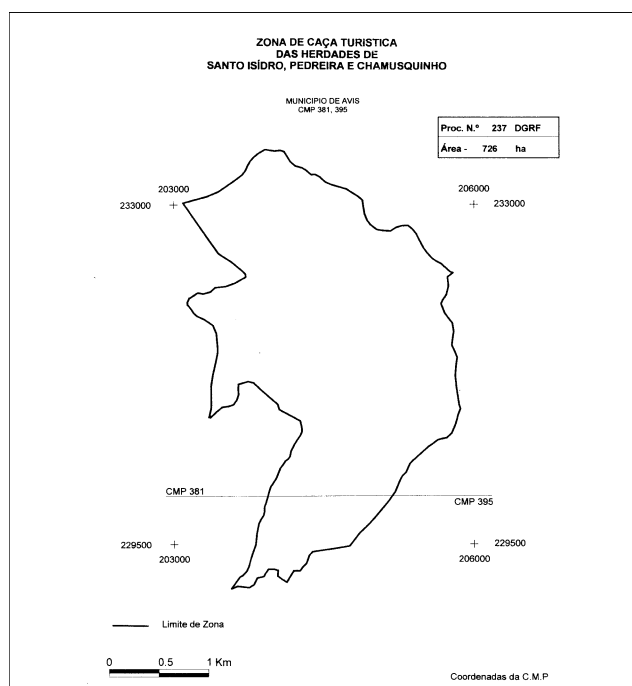 ZONA DE CAÇA TURISTICA
DAS HERDADES DE
SANTO ISÍDRO, PEDREIRA E CHAMUSQUINHO
MUNICIPIO DE AVIS
CMP 381, 395
Proc. N.º 237 DGRF
Área - 726 ha
203000
233000
206000
233000
CMP 381
CMP 395
229500
203000
229500
206000
Limite de Zona
0 0.5 1 Km
Coordenadas da C.M.P